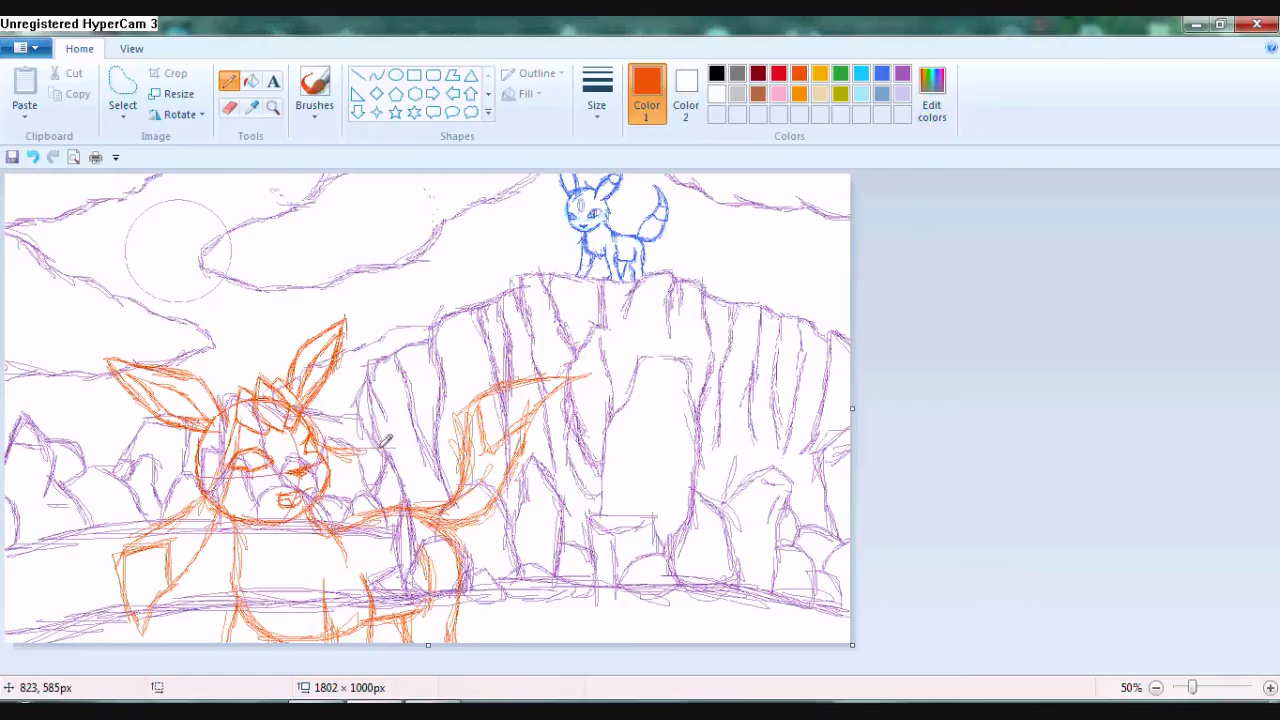 Unregistered HyperCam 3
Home View
Paste
Cut
Copy
Clipboard
Select
Crop
Resize
Rotate
Image
A
Tools
Brushes
Shapes
Outline
Fill
Size
Color
1
Color
2
Colors
Edit
colors
823, 585px
1802 × 1000px
50%